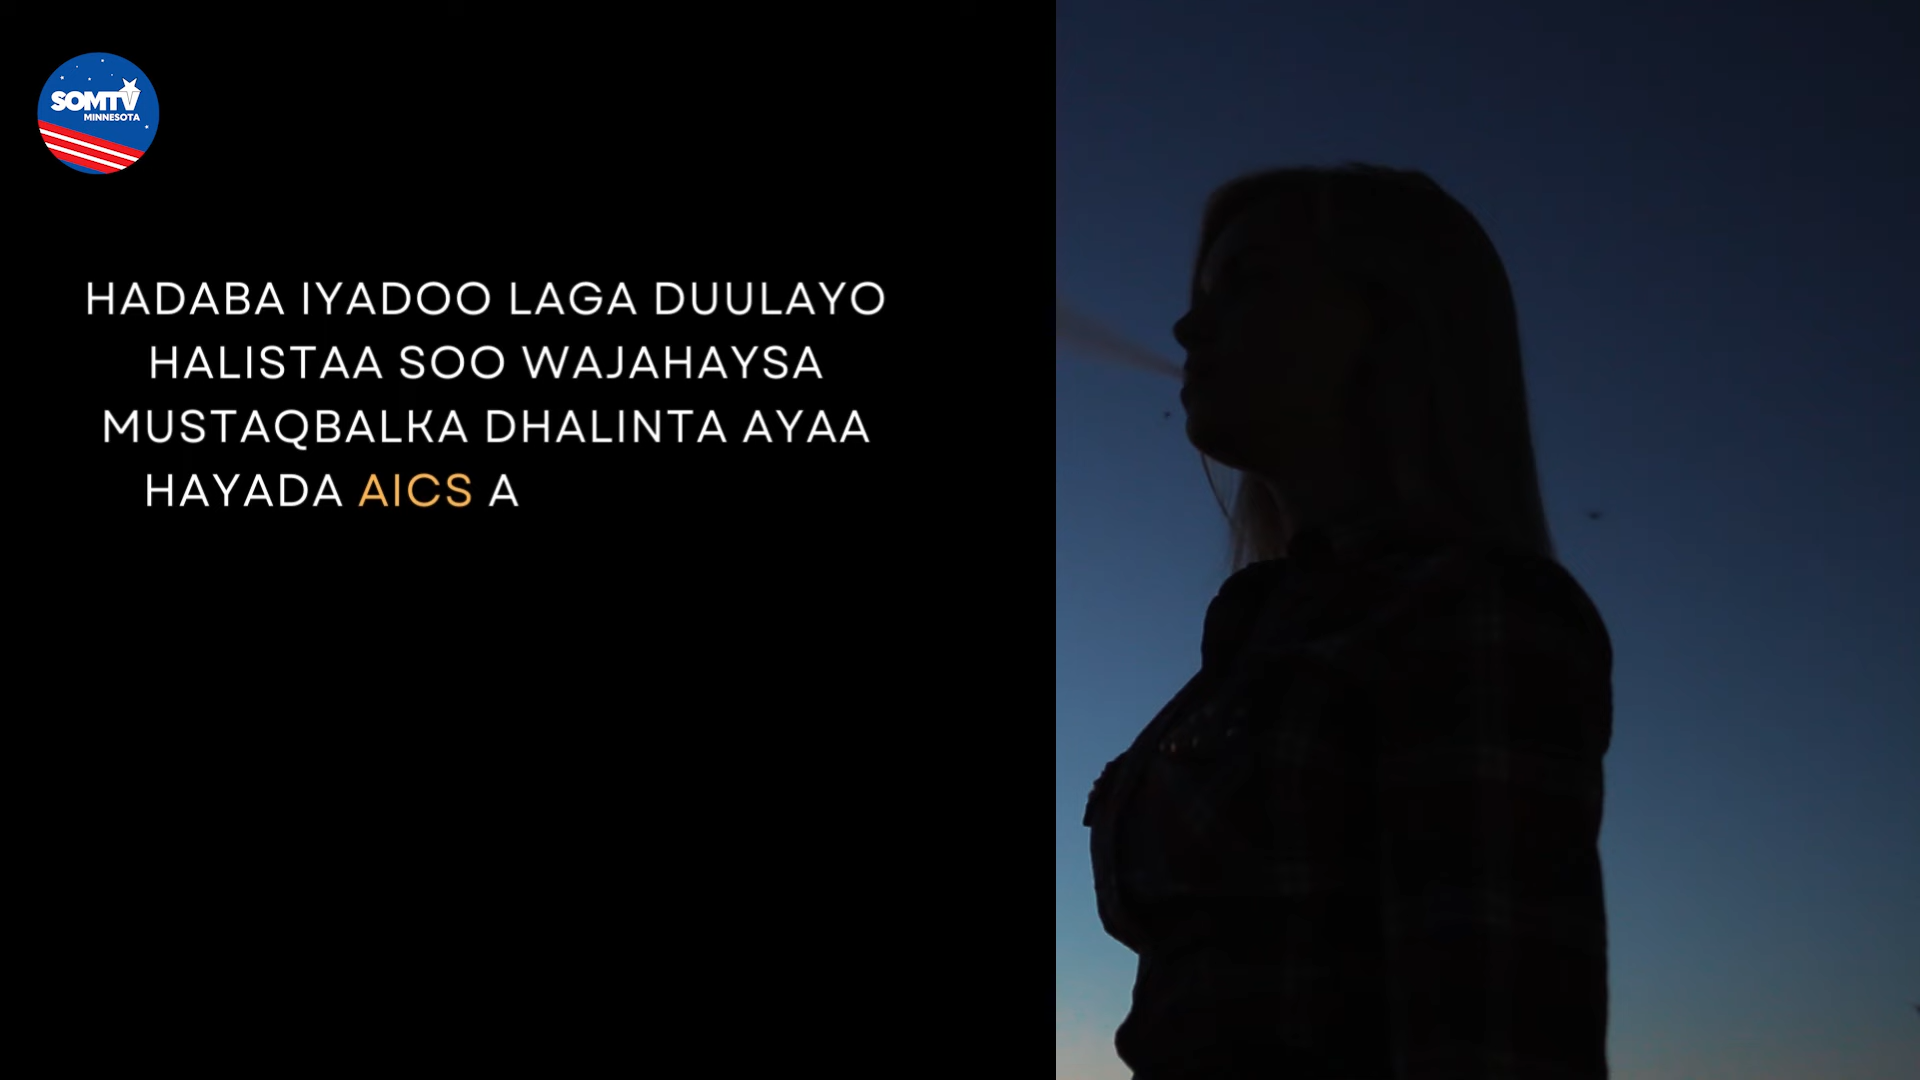 SOMTV
MINNESOTA
HADABA IYADOO LAGA DUULAYO
HALISTAA SOO WAJAHAYSA
MUSTAQBALKA DHALINTA AYAA
HAYADA AICS A